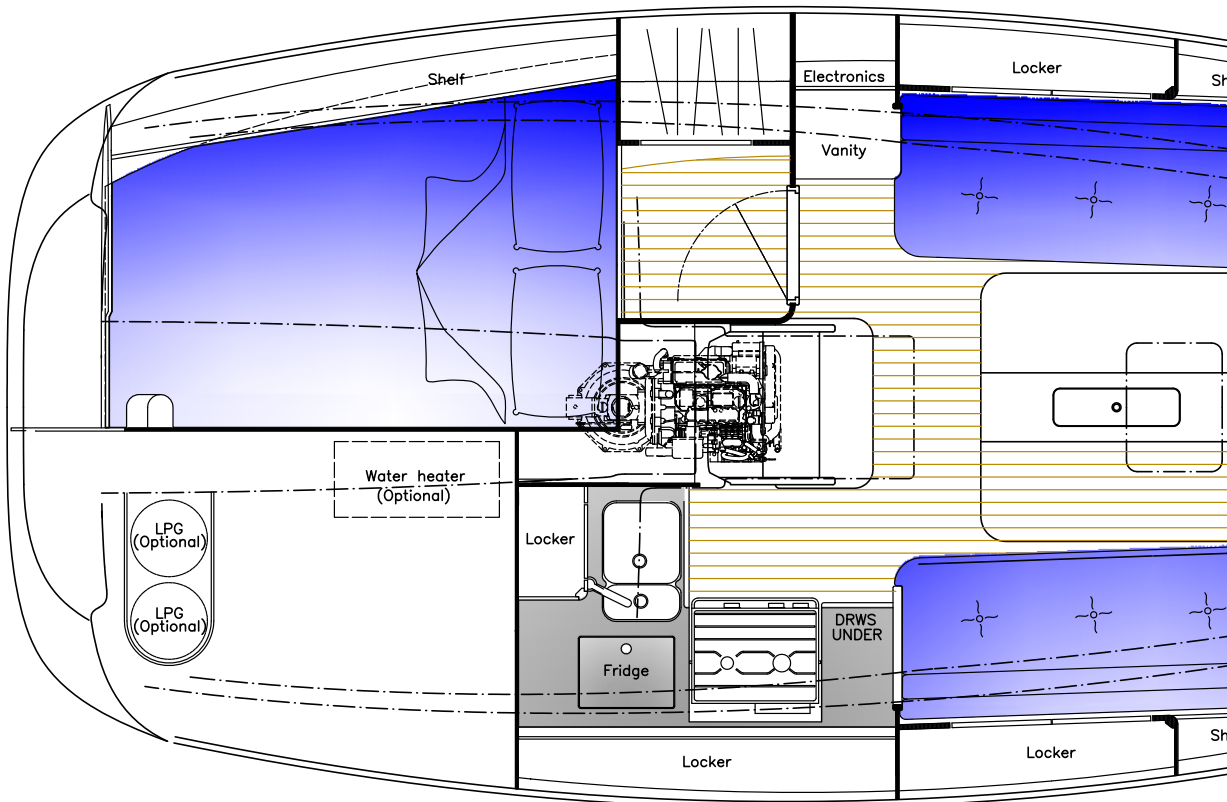 Shelf
Electronics
Locker
Sh
Vanity
Water heater
(Optional)
LPG
(Optional)
LPG
(Optional)
Locker
DRWS
UNDER
Fridge
Locker
Locker
Sh